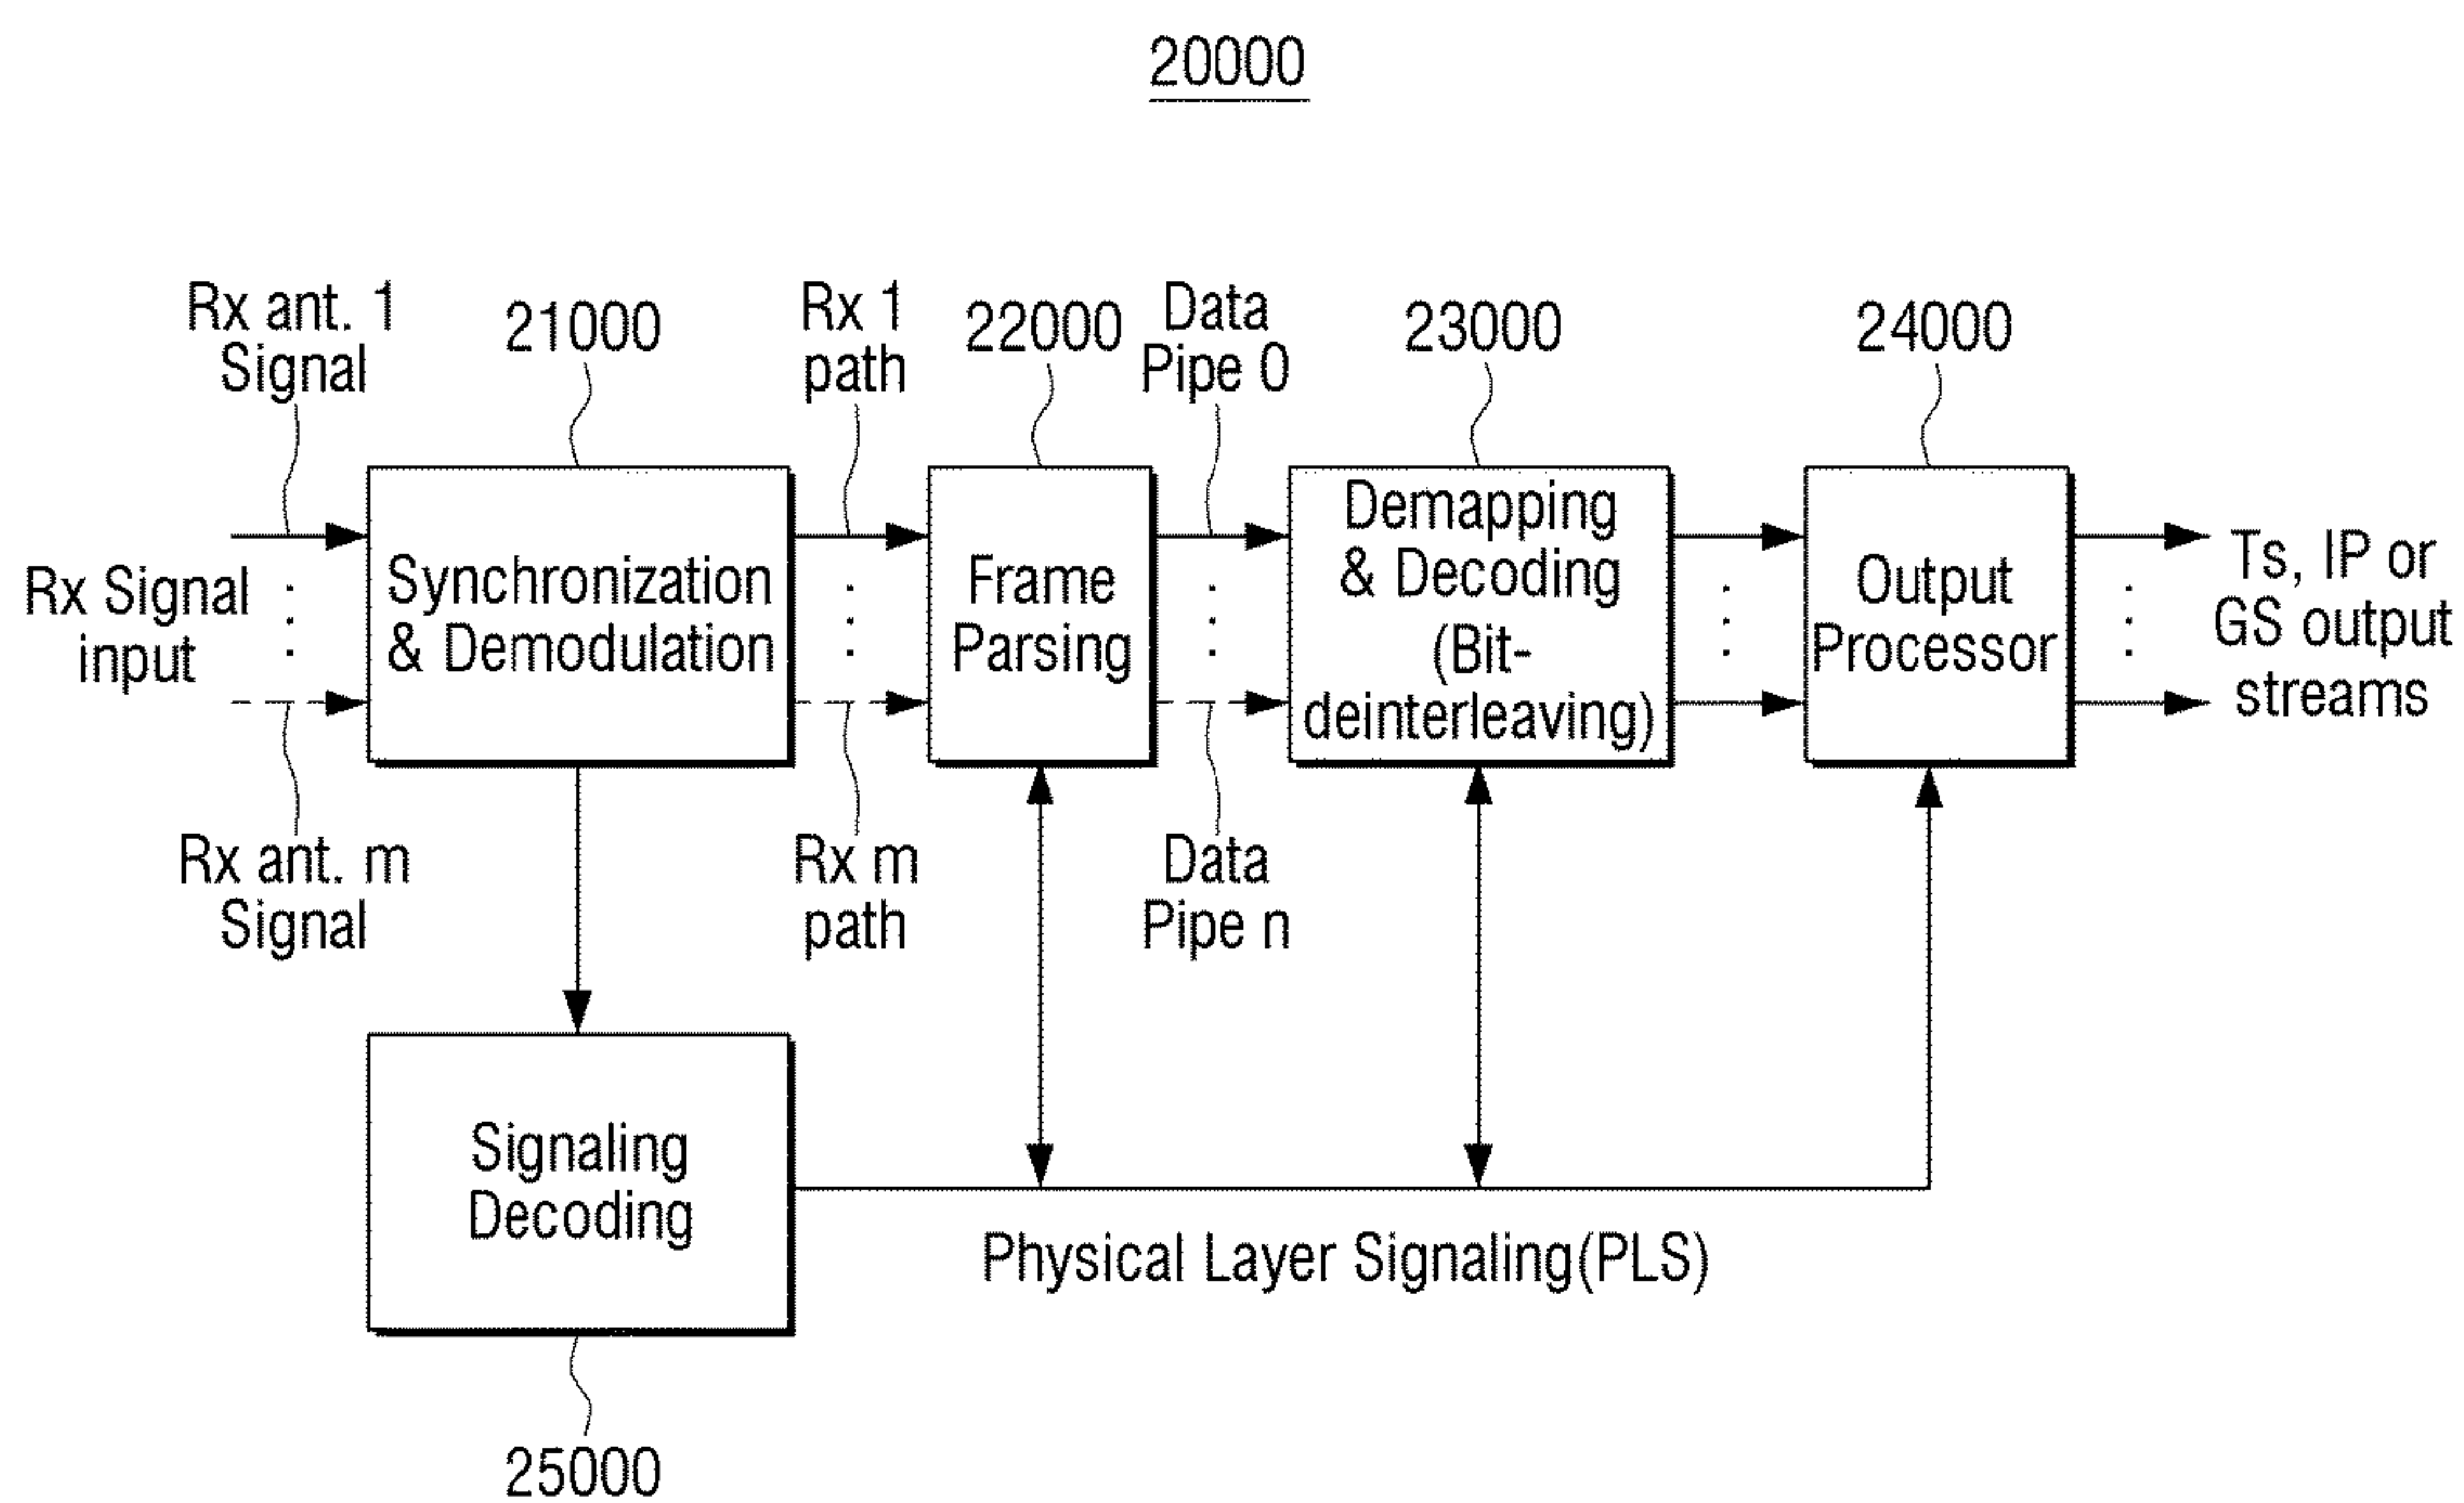 20000
Rx ant. 1
Signal
21000
Rx 1
path
22000
Data
Pipe 0
23000
24000
Rx Signal
input
Synchronization
& Demodulation
Frame
Parsing
Demapping
& Decoding
(Bit-
deinterleaving)
Output
Processor
Ts, IP or
GS output
streams
Rx ant. m
Signal
Rx m
path
Data
Pipe n
Signaling
Decoding
Physical Layer Signaling(PLS)
25000